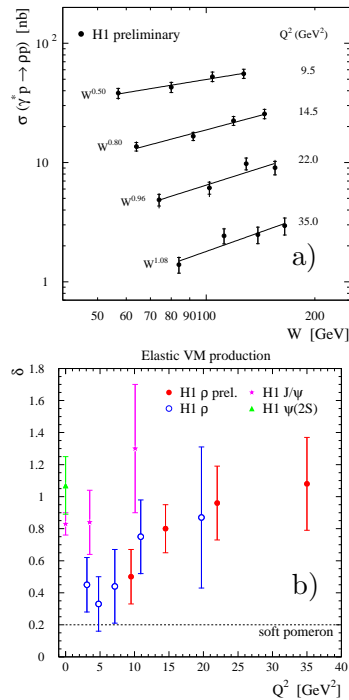 σ (γ* p → ρp) [nb]
H1 preliminary
Q² (GeV²)
10²
10
1
9.5
14.5
22.0
35.0
W^0.50
W^0.80
W^0.96
W^1.08
a)
50 60 70 80 90 100 200
W [GeV]
Elastic VM production
δ
H1 ρ prel.
H1 J/ψ
H1 ρ
H1 ψ(2S)
1.8
1.6
1.4
1.2
1
0.8
0.6
0.4
0.2
0
b)
soft pomeron
0 5 10 15 20 25 30 35 40
Q² [GeV²]